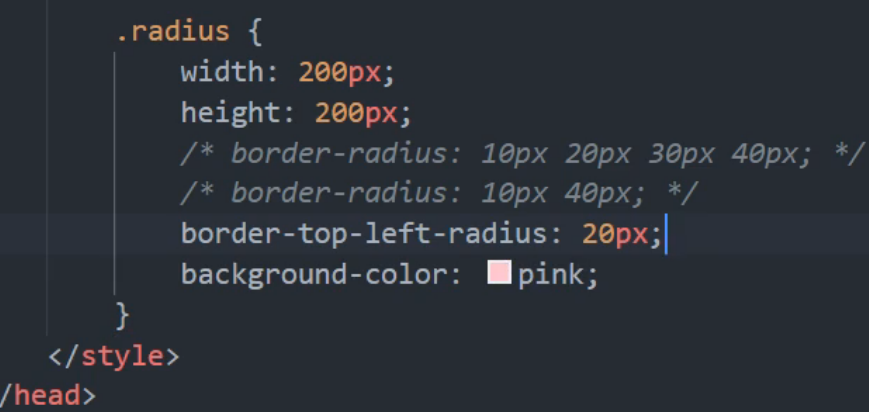 .radius {
width: 200px;
height: 200px;
/* border-radius: 10px 20px 30px 40px; */
/* border-radius: 10px 40px; */
border-top-left-radius: 20px;
background-color: pink;
}
</style>
/head>